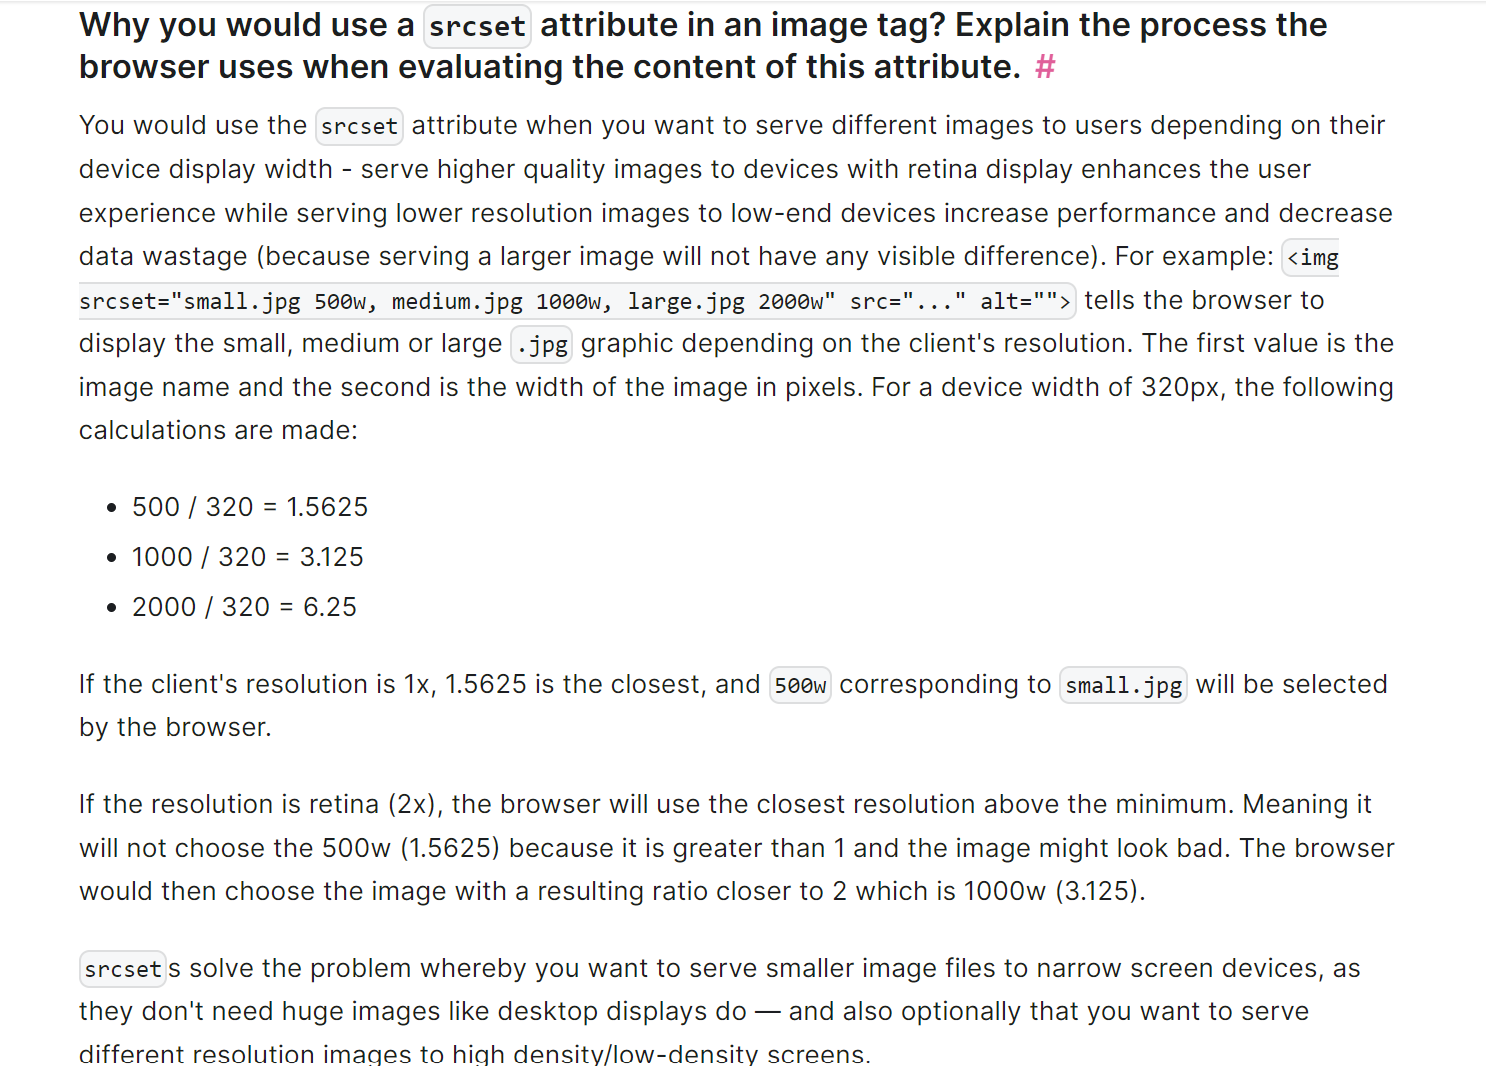 Why you would use a srcset attribute in an image tag? Explain the process the
browser uses when evaluating the content of this attribute. #
You would use the srcset attribute when you want to serve different images to users depending on their
device display width - serve higher quality images to devices with retina display enhances the user
experience while serving lower resolution images to low-end devices increase performance and decrease
data wastage (because serving a larger image will not have any visible difference). For example: <img
srcset="small.jpg 500w, medium.jpg 1000w, large.jpg 2000w" src="..." alt=""> tells the browser to
display the small, medium or large .jpg graphic depending on the client's resolution. The first value is the
image name and the second is the width of the image in pixels. For a device width of 320px, the following
calculations are made:
• 500 / 320 = 1.5625
• 1000 / 320 = 3.125
• 2000 / 320 = 6.25
If the client's resolution is 1x, 1.5625 is the closest, and 500w corresponding to small.jpg will be selected
by the browser.
If the resolution is retina (2x), the browser will use the closest resolution above the minimum. Meaning it
will not choose the 500w (1.5625) because it is greater than 1 and the image might look bad. The browser
would then choose the image with a resulting ratio closer to 2 which is 1000w (3.125).
srcsets solve the problem whereby you want to serve smaller image files to narrow screen devices, as
they don't need huge images like desktop displays do — and also optionally that you want to serve
different resolution images to high density/low-density screens.